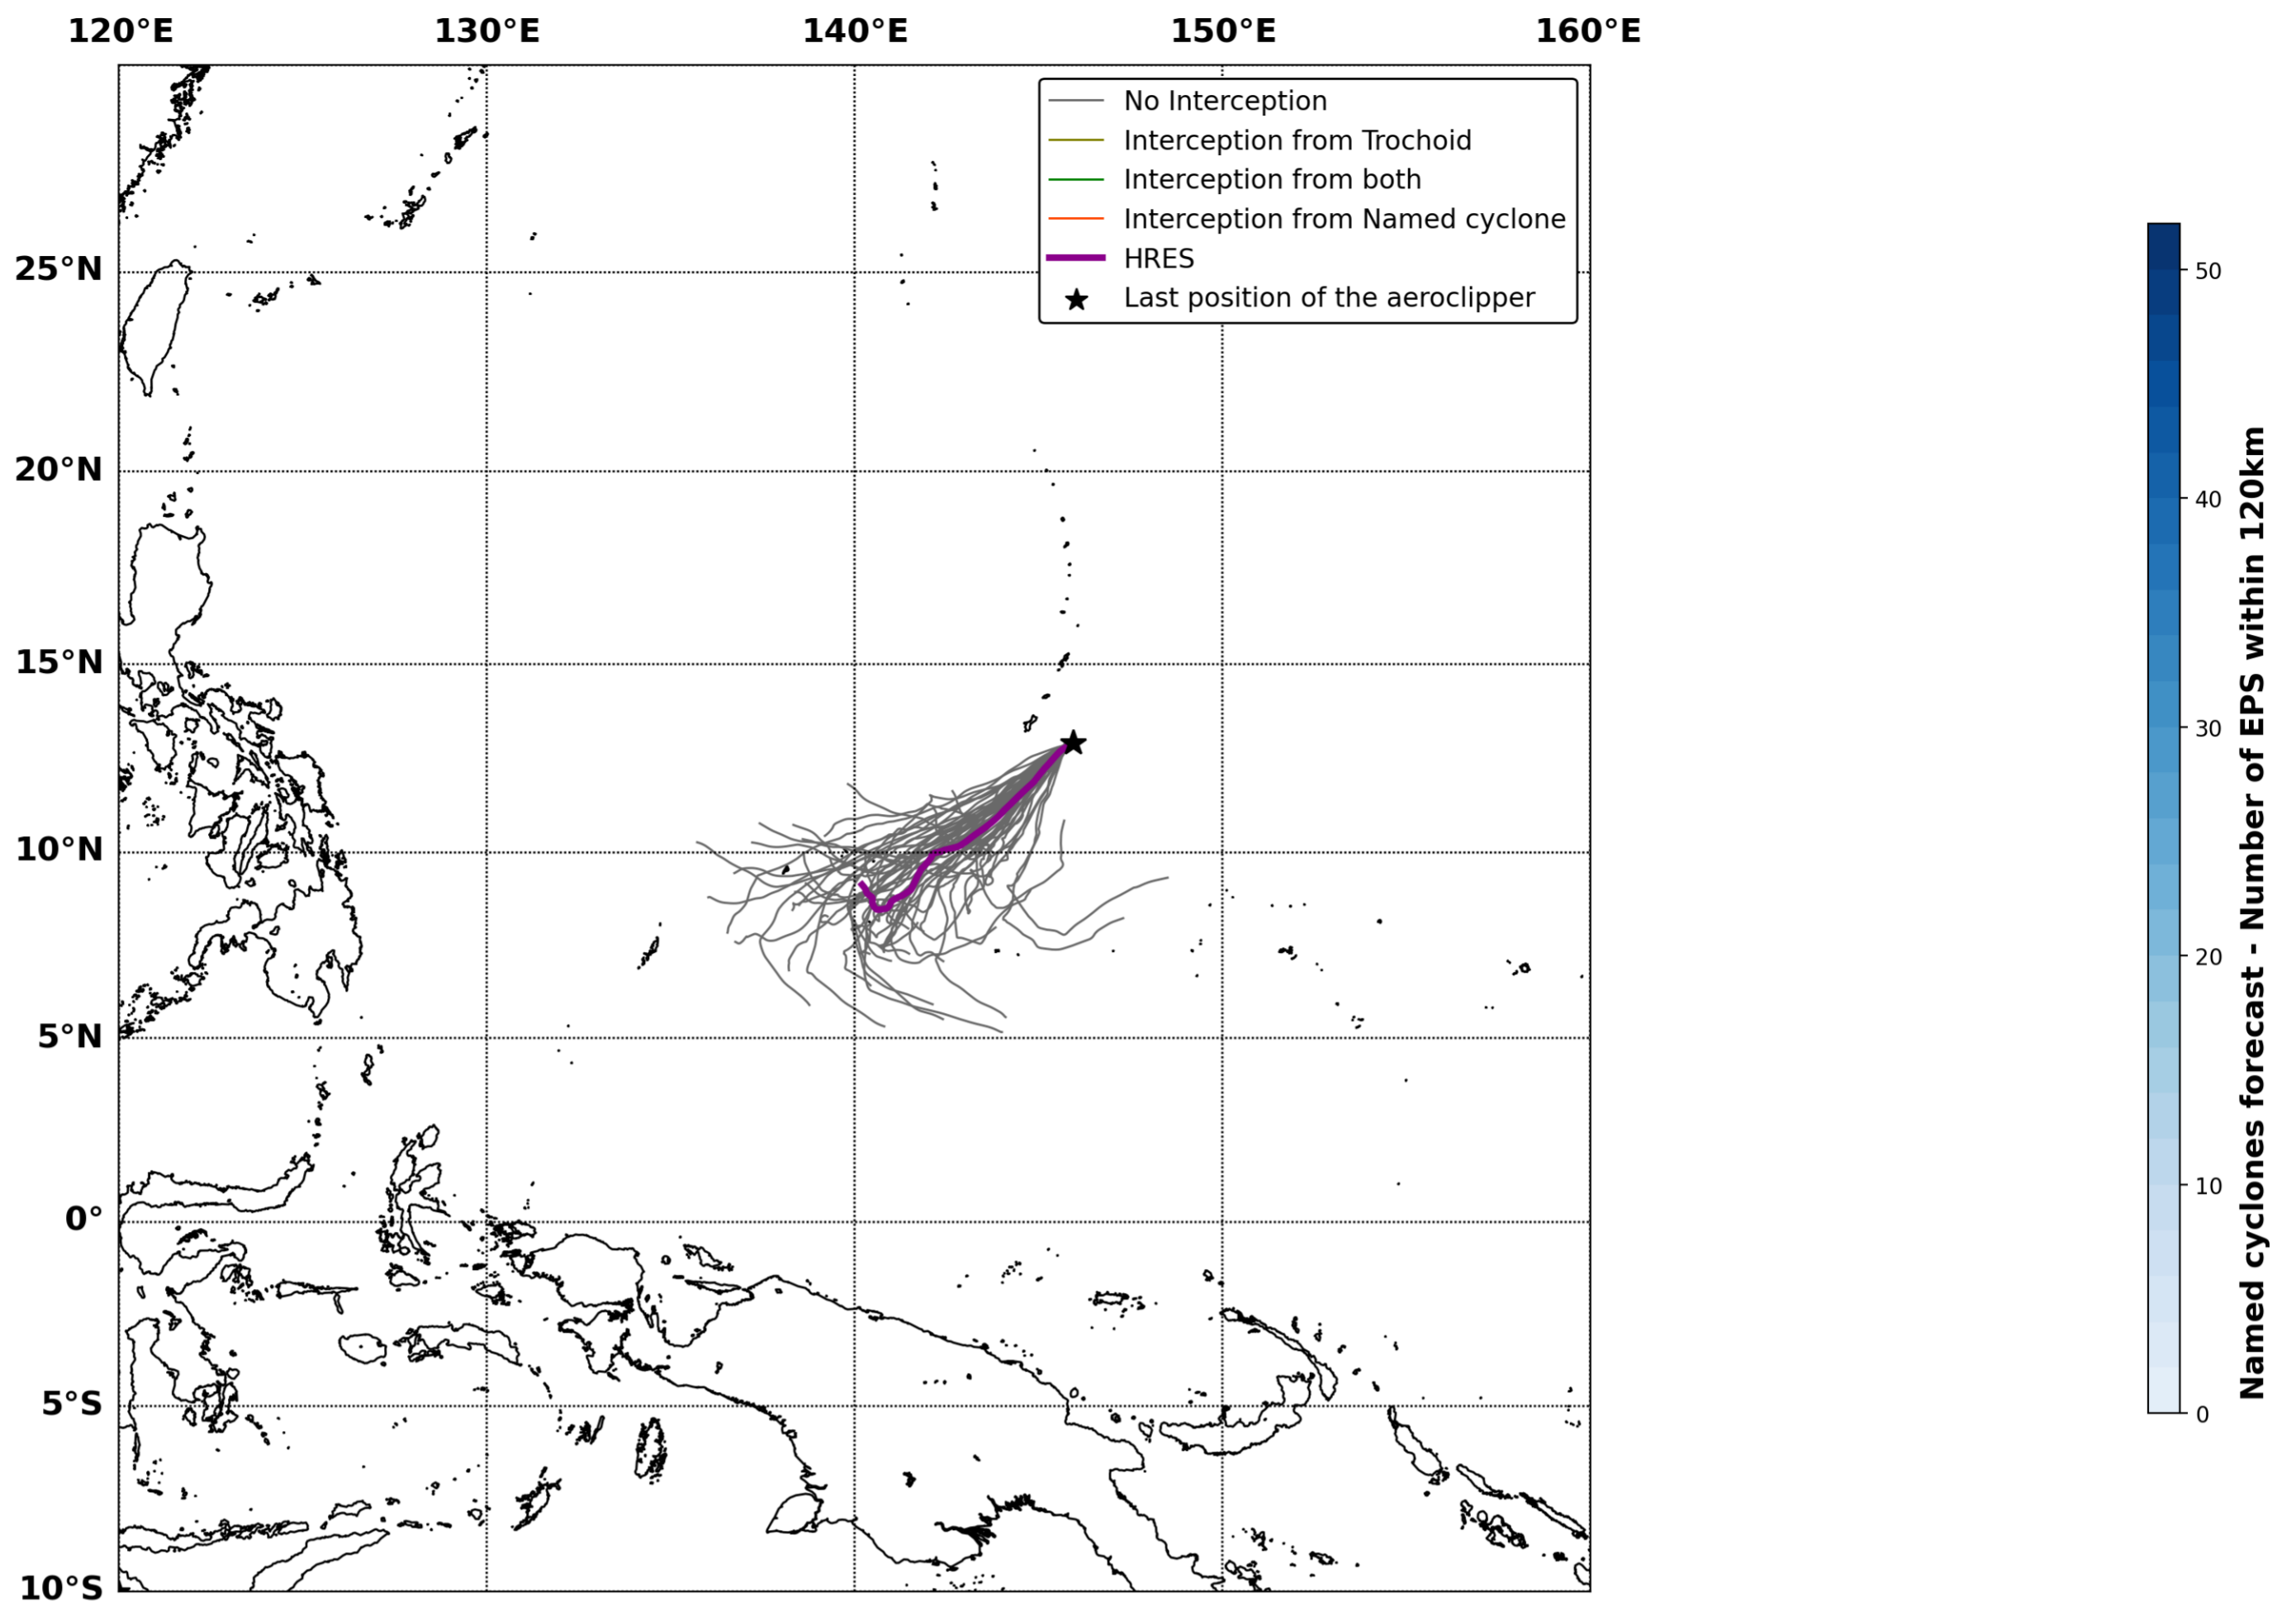 120°E 130°E 140°E 150°E 160°E
No Interception
Interception from Trochoid
Interception from both
Interception from Named cyclone
HRES
Last position of the aeroclipper
25°N
20°N
15°N
10°N
5°N
0°
5°S
10°S
50
40
30
20
10
0
Named cyclones forecast - Number of EPS within 120km